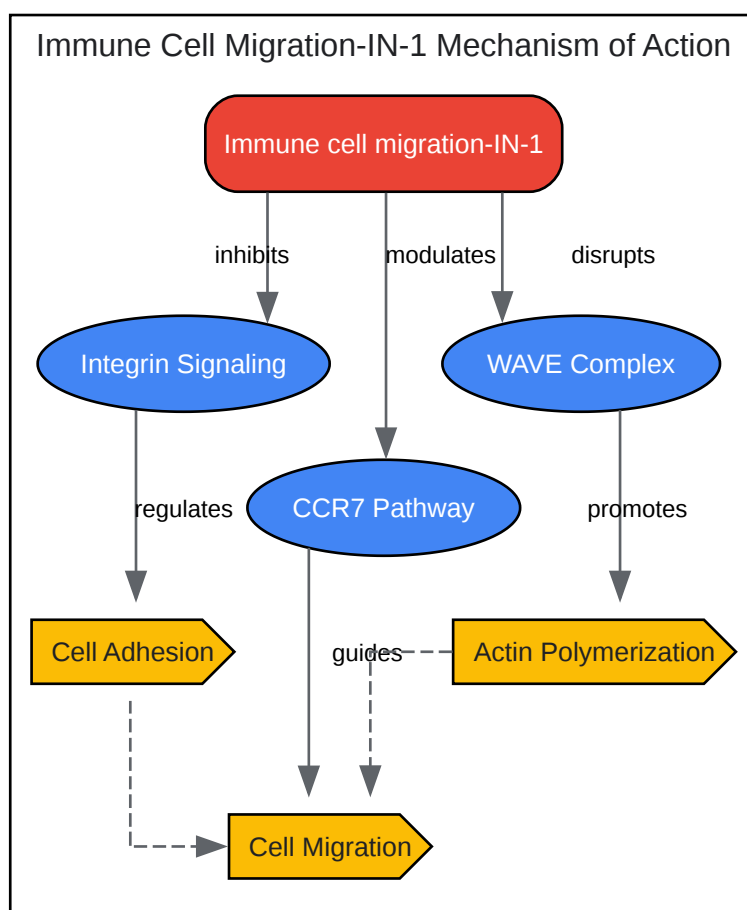 Immune Cell Migration-IN-1 Mechanism of Action
Immune cell migration-IN-1
inhibits
modulates
disrupts
Integrin Signaling
WAVE Complex
regulates
CCR7 Pathway
promotes
Cell Adhesion
guides
Actin Polymerization
Cell Migration